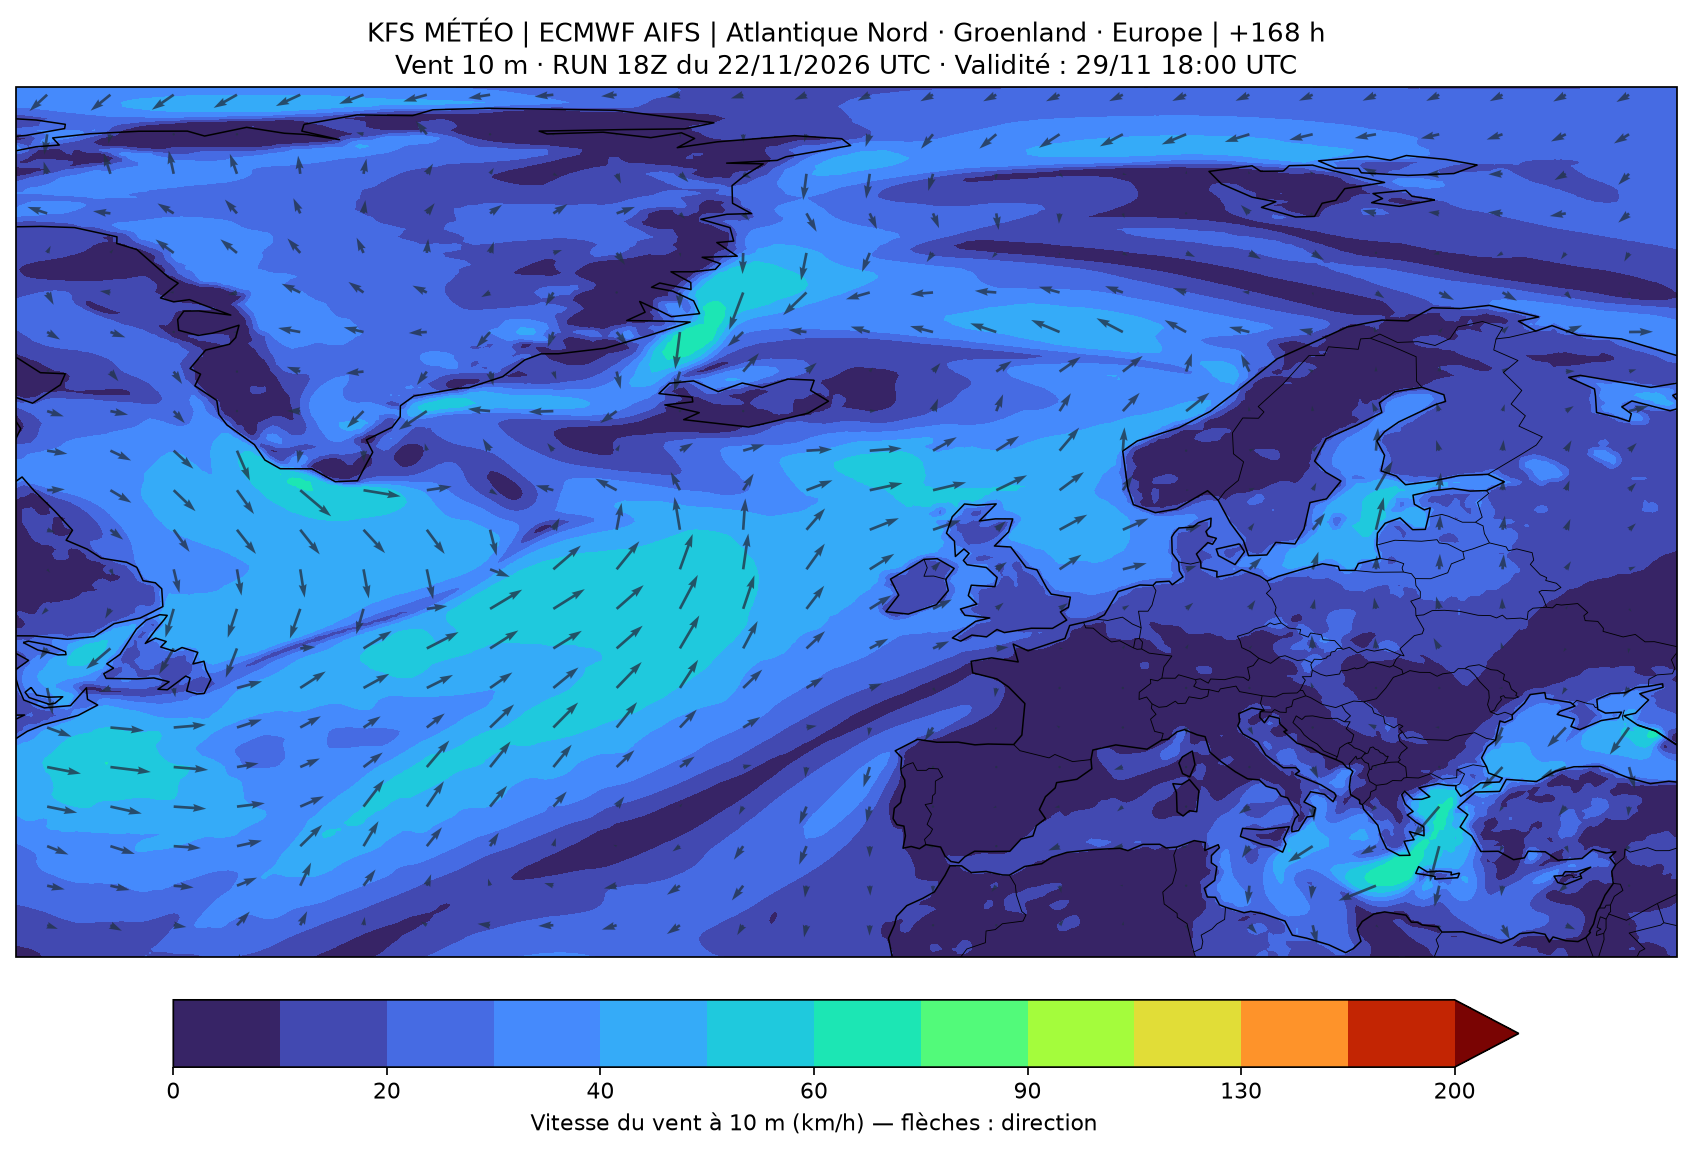 KFS MÉTÉO | ECMWF AIFS | Atlantique Nord · Groenland · Europe | +168 h
Vent 10 m · RUN 18Z du 22/11/2026 UTC · Validité : 29/11 18:00 UTC
0 20 40 60 90 130 200
Vitesse du vent à 10 m (km/h) — flèches : direction